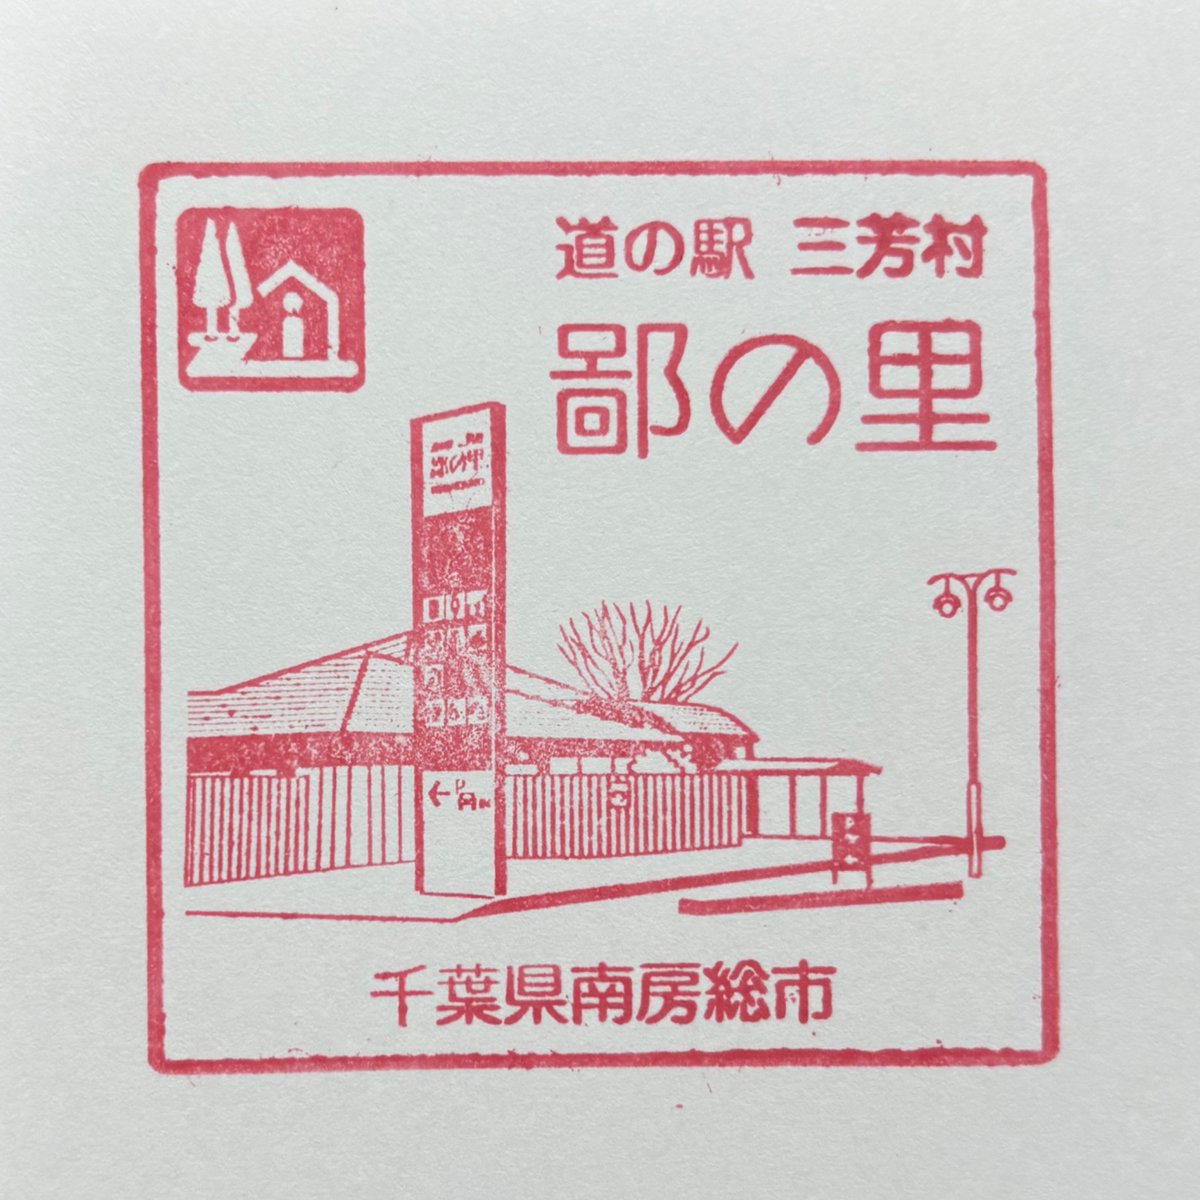 道の駅 三芳村
鄙の里
千葉県南房総市